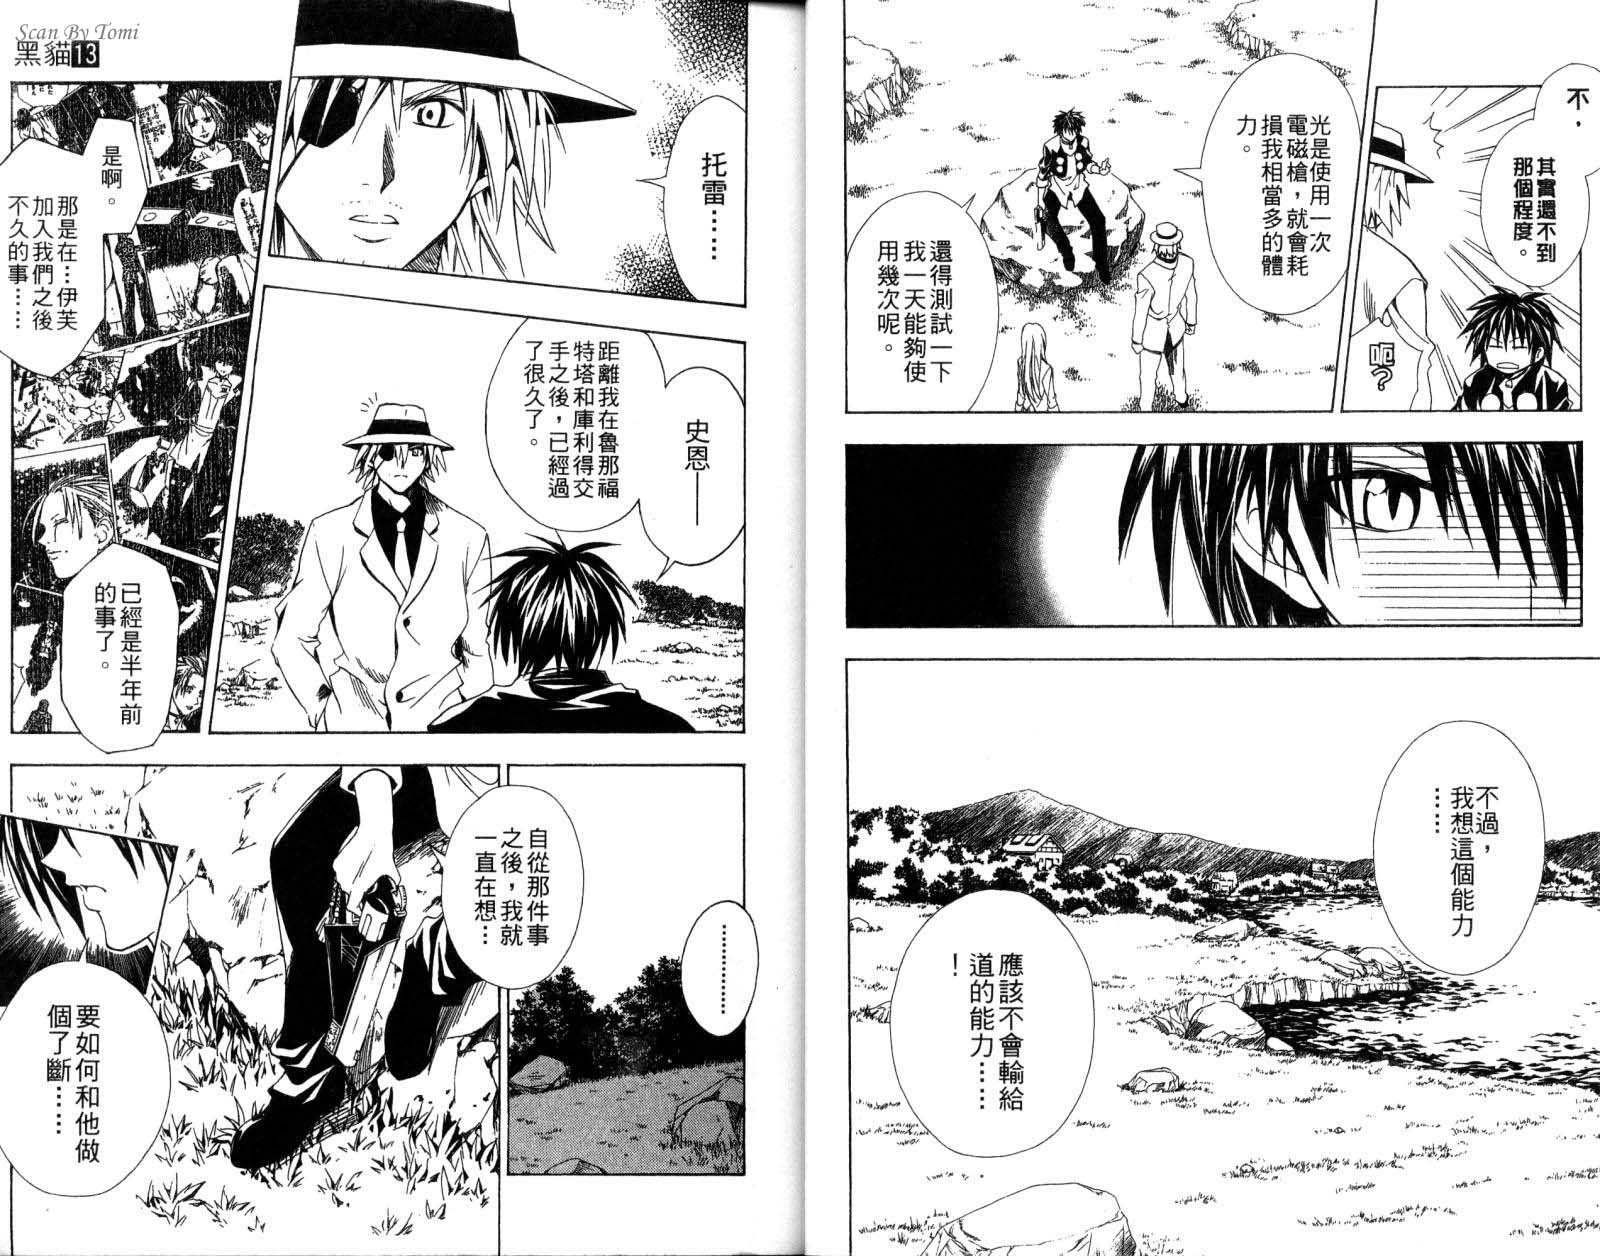 Scan By Tomi
黑貓13
不，
其實還不到
那個程度。
呃？
光是使用一次
電磁槍，就會耗
損我相當多的體
力。
還得測試一下
我一天能夠使
用幾次呢。
不過，
我想這個能力
……
應該不會輸給
道的能力……
！
托雷……
史恩——
距離我在魯那福
特塔和庫利得交
手之後，已經過
了很久了。
是啊。
那是在…伊芙
加入我們之後
不久的事……
已經是半年前
的事了。
…………
自從那件事
之後，我就
一直在想…
要如何和他做
個了斷……